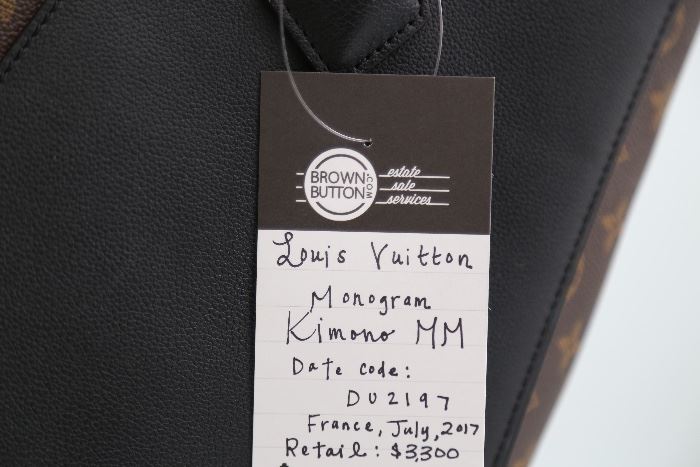 BROWN
BUTTON
.COM
estate
sale
services
Louis Vuitton
Monogram
Kimono MM
Date code:
DU2197
France, July, 2017
Retail: $3,300